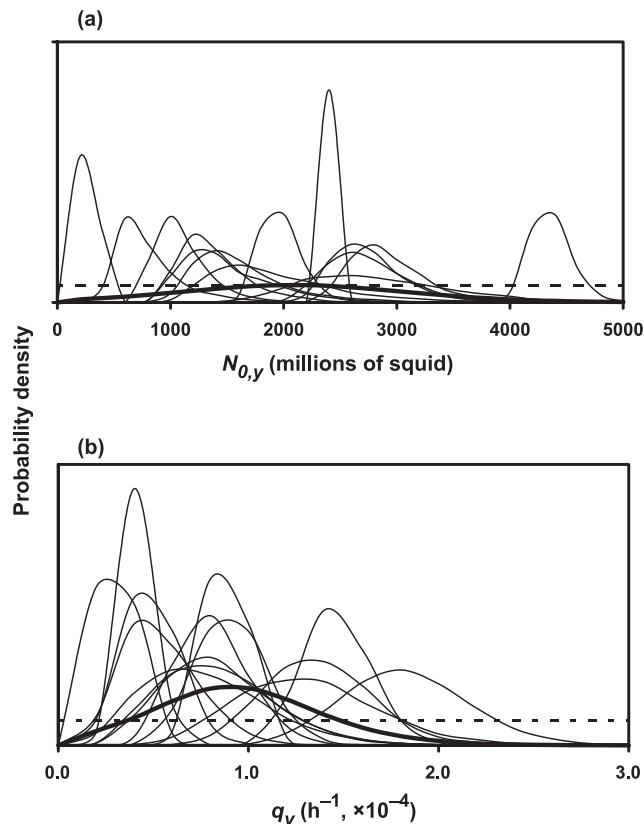 (a)
0 1000 2000 3000 4000 5000
N0,y (millions of squid)
Probability density
(b)
0.0 1.0 2.0 3.0
qy (h−1, ×10−4)